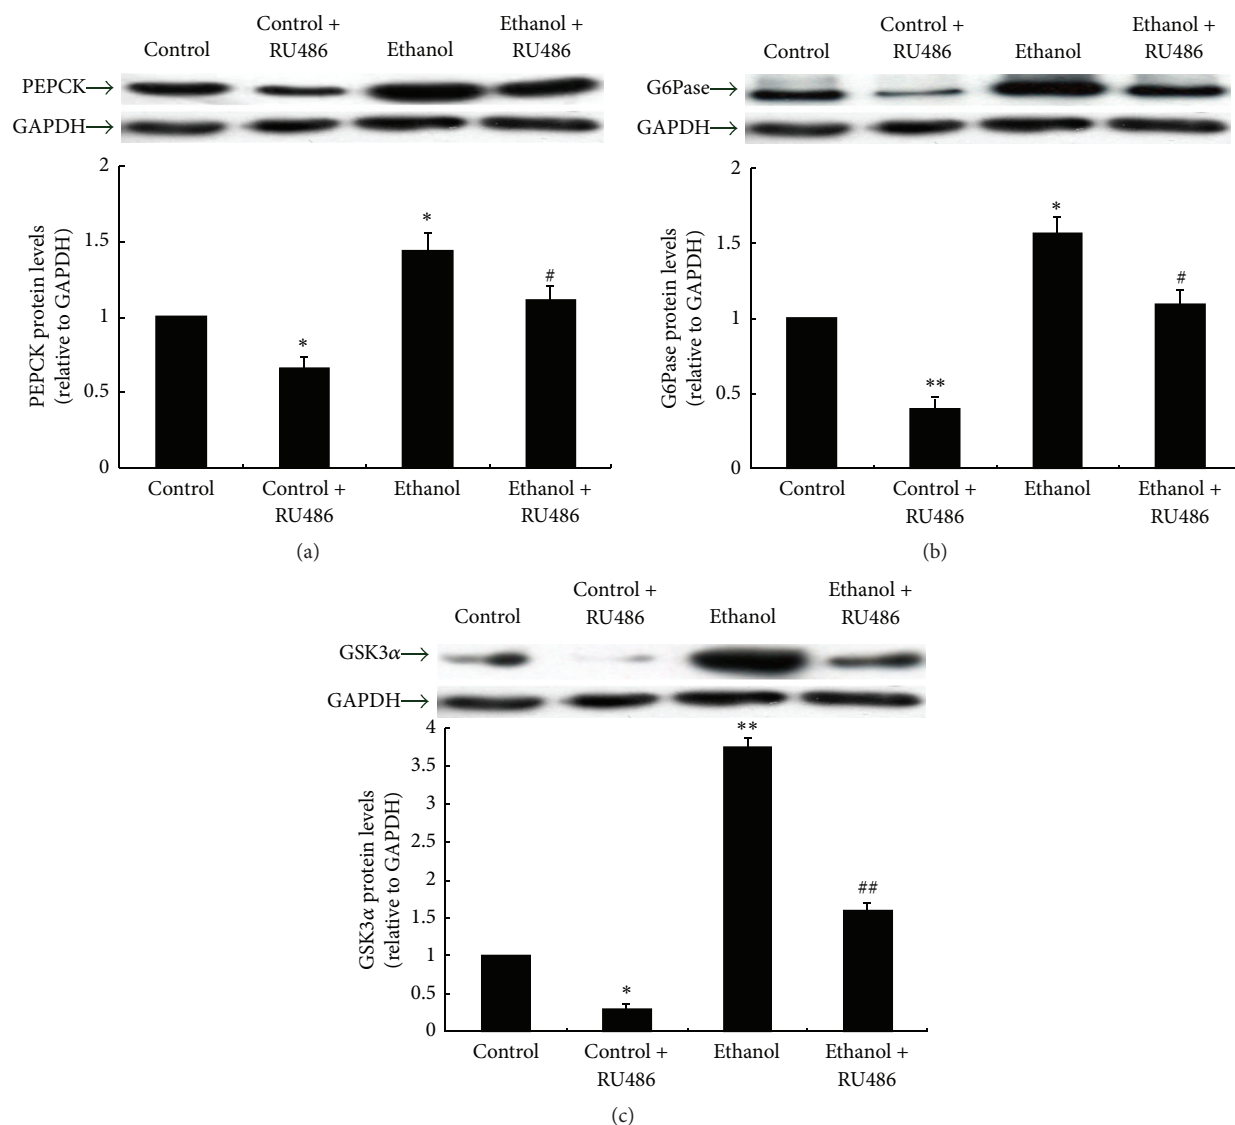 Control
Control +
RU486
Ethanol
Ethanol +
RU486
PEPCK
GAPDH
2
1.5
1
0.5
0
PEPCK protein levels
(relative to GAPDH)
*
*
#
Control
Control +
RU486
Ethanol
Ethanol +
RU486
(a)
Control
Control +
RU486
Ethanol
Ethanol +
RU486
G6Pase
GAPDH
2
1.5
1
0.5
0
G6Pase protein levels
(relative to GAPDH)
**
*
#
Control
Control +
RU486
Ethanol
Ethanol +
RU486
(b)
Control
Control +
RU486
Ethanol
Ethanol +
RU486
GSK3α
GAPDH
4
3.5
3
2.5
2
1.5
1
0.5
0
GSK3α protein levels
(relative to GAPDH)
*
**
##
Control
Control +
RU486
Ethanol
Ethanol +
RU486
(c)